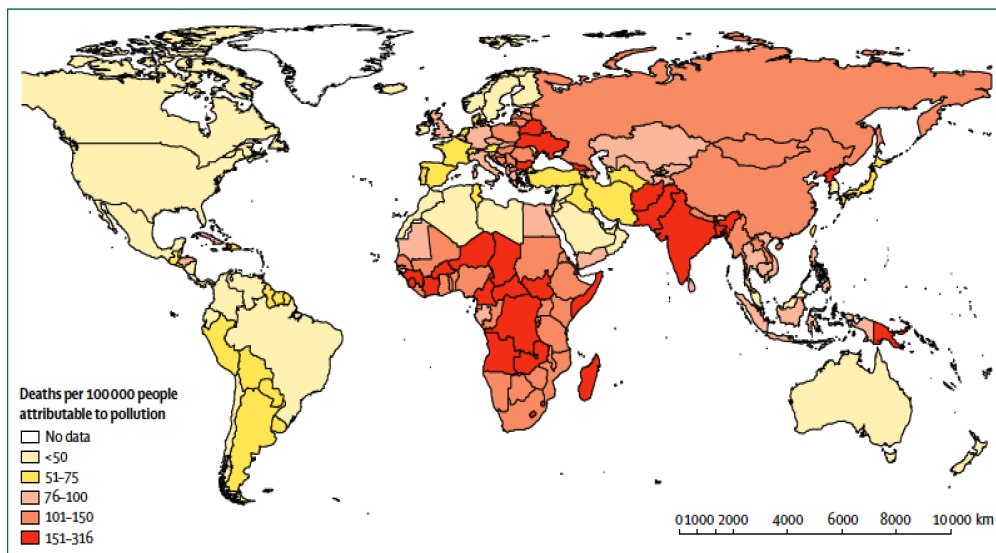 Deaths per 100 000 people
attributable to pollution
No data
<50
51–75
76–100
101–150
151–316
0 1000 2000 4000 6000 8000 10 000 km